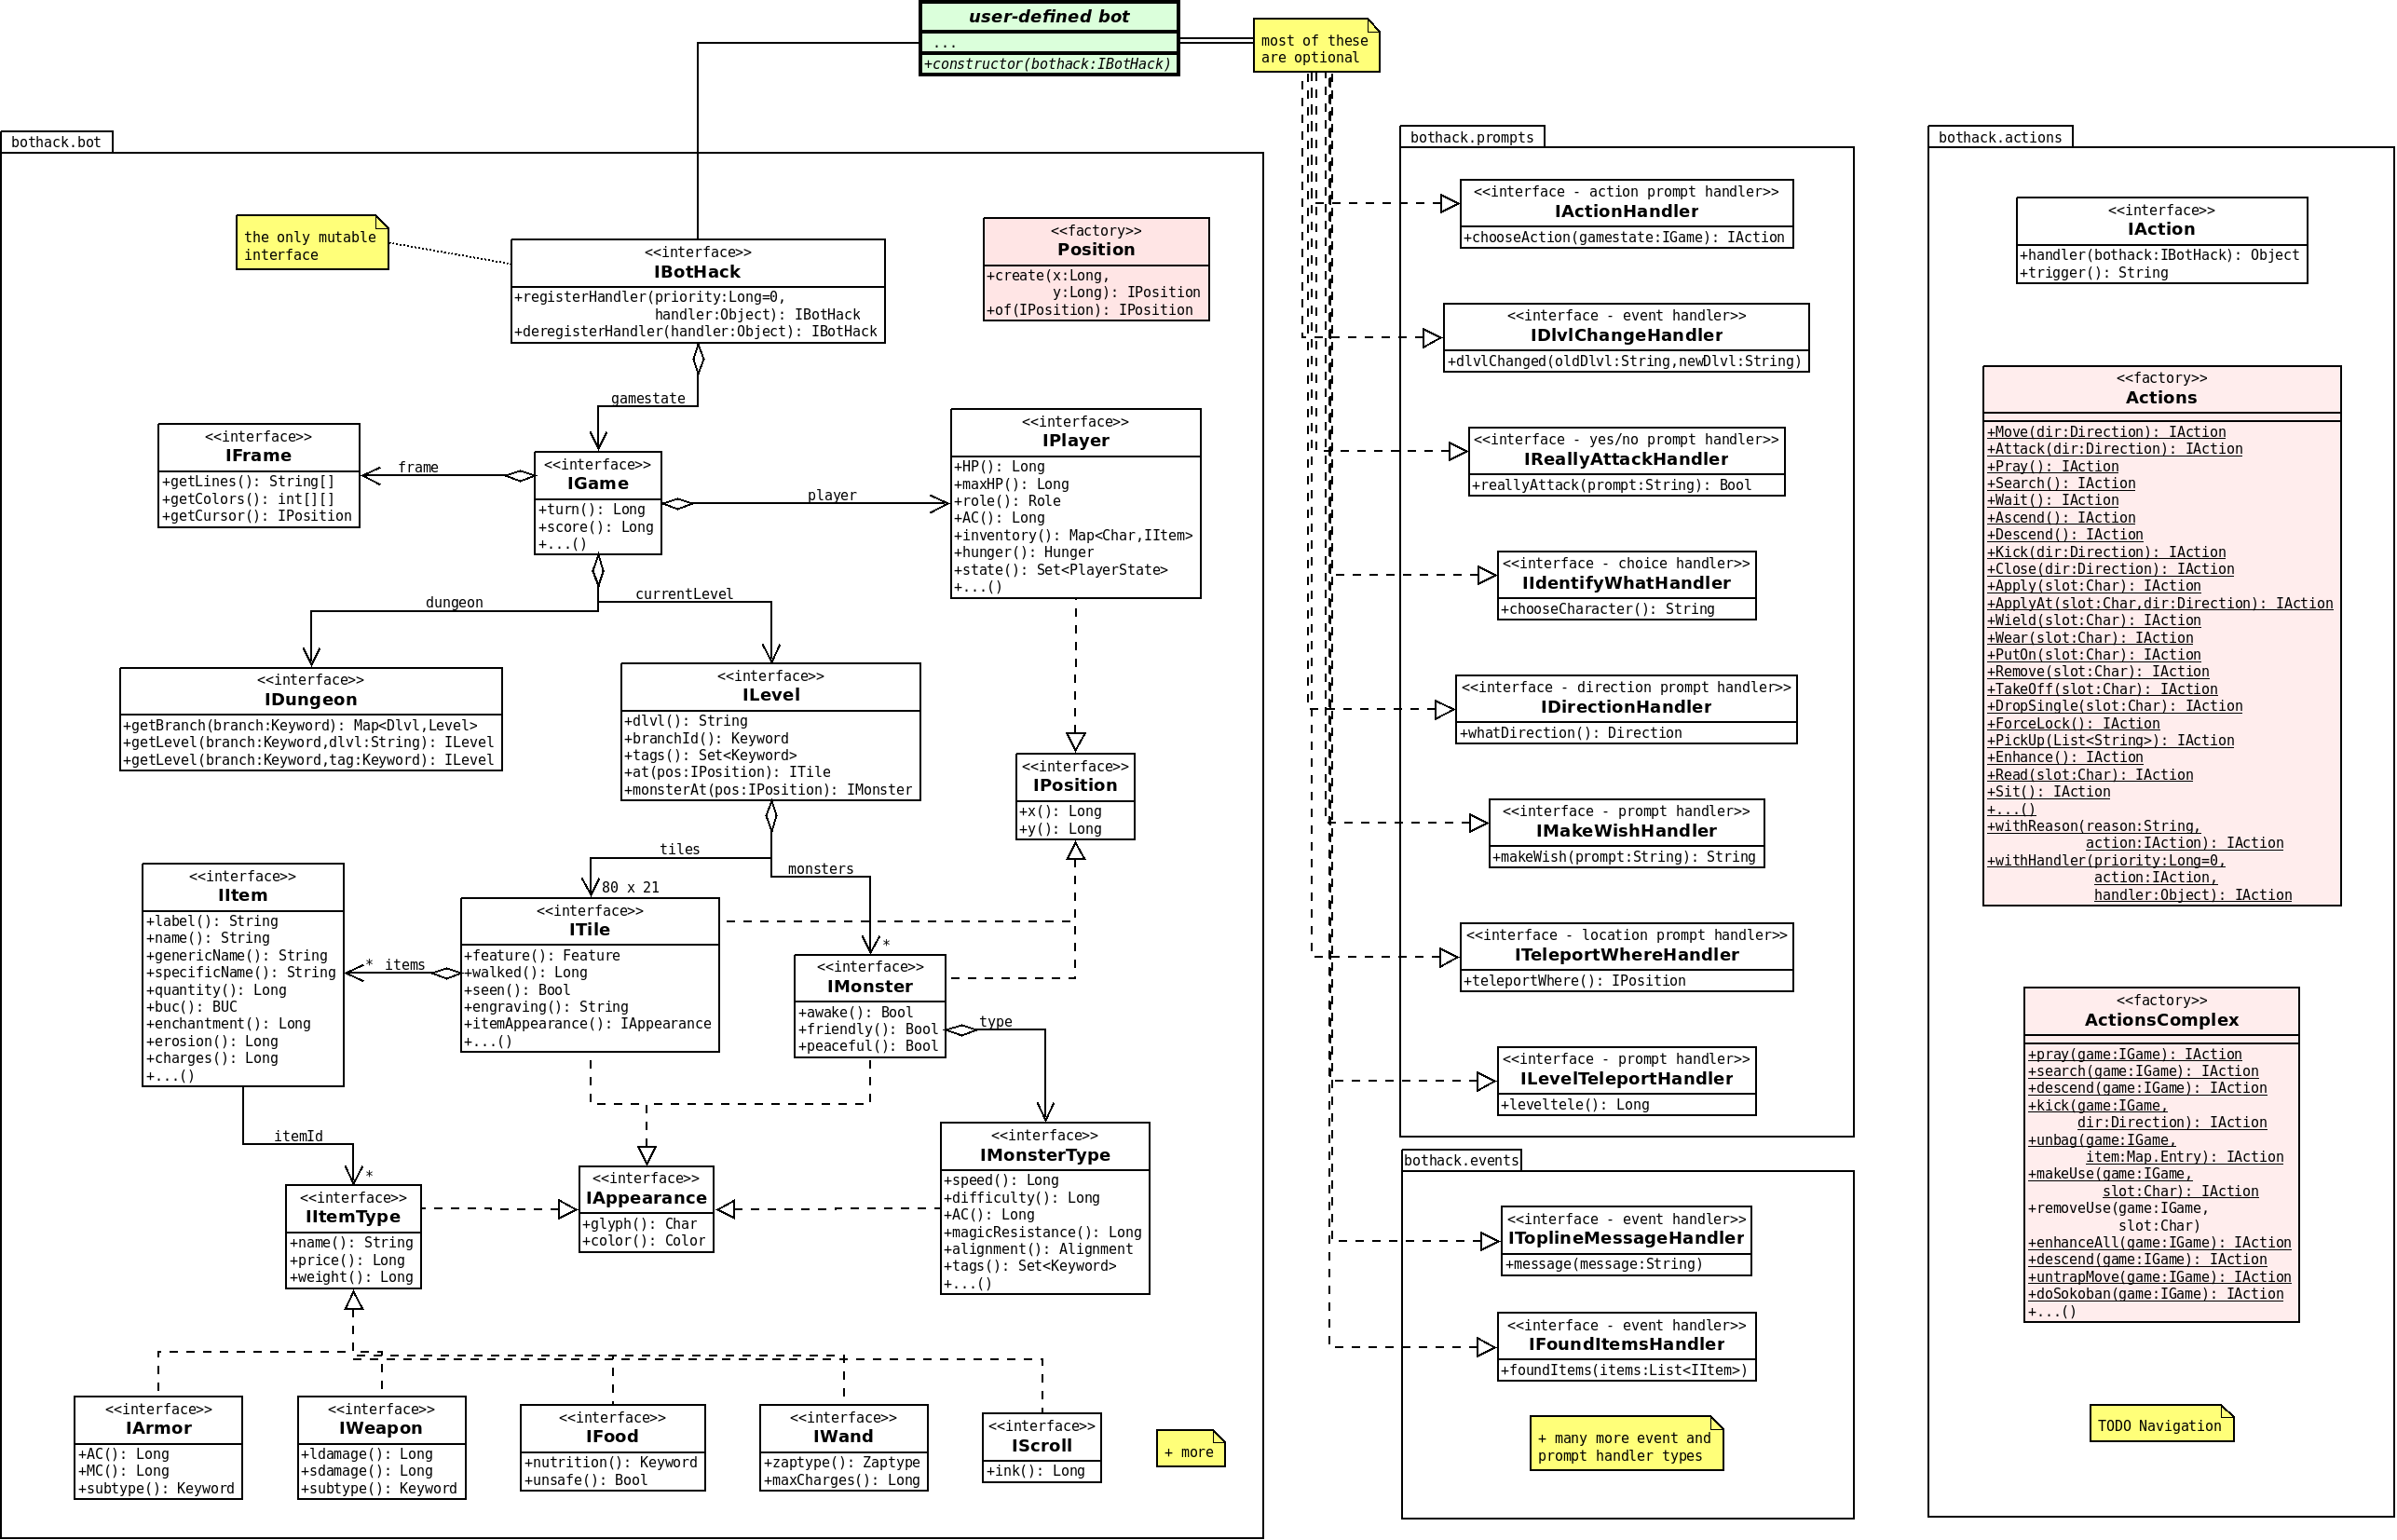 user-defined bot
...
+constructor(bothack:IBotHack)
most of these
are optional
bothack.bot
the only mutable
interface
<<interface>>
IBotHack
+registerHandler(priority:Long=0,
handler:Object): IBotHack
+deregisterHandler(handler:Object): IBotHack
<<factory>>
Position
+create(x:Long,
y:Long): IPosition
+of(IPosition): IPosition
gamestate
<<interface>>
IFrame
+getLines(): String[]
+getColors(): int[][]
+getCursor(): IPosition
frame
<<interface>>
IGame
+turn(): Long
+score(): Long
+...()
player
<<interface>>
IPlayer
+HP(): Long
+maxHP(): Long
+role(): Role
+AC(): Long
+inventory(): Map<Char,IItem>
+hunger(): Hunger
+state(): Set<PlayerState>
+...()
dungeon
currentLevel
<<interface>>
IDungeon
+getBranch(branch:Keyword): Map<Dlvl,Level>
+getLevel(branch:Keyword,dlvl:String): ILevel
+getLevel(branch:Keyword,tag:Keyword): ILevel
<<interface>>
ILevel
+dlvl(): String
+branchId(): Keyword
+tags(): Set<Keyword>
+at(pos:IPosition): ITile
+monsterAt(pos:IPosition): IMonster
<<interface>>
IPosition
+x(): Long
+y(): Long
tiles
80 x 21
monsters
*
<<interface>>
IItem
+label(): String
+name(): String
+genericName(): String
+specificName(): String
+quantity(): Long
+buc(): BUC
+enchantment(): Long
+erosion(): Long
+charges(): Long
+...()
* items
<<interface>>
ITile
+feature(): Feature
+walked(): Long
+seen(): Bool
+engraving(): String
+itemAppearance(): IAppearance
+...()
<<interface>>
IMonster
+awake(): Bool
+friendly(): Bool
+peaceful(): Bool
type
itemId
*
<<interface>>
IItemType
+name(): String
+price(): Long
+weight(): Long
<<interface>>
IAppearance
+glyph(): Char
+color(): Color
<<interface>>
IMonsterType
+speed(): Long
+difficulty(): Long
+AC(): Long
+magicResistance(): Long
+alignment(): Alignment
+tags(): Set<Keyword>
+...()
<<interface>>
IArmor
+AC(): Long
+MC(): Long
+subtype(): Keyword
<<interface>>
IWeapon
+ldamage(): Long
+sdamage(): Long
+subtype(): Keyword
<<interface>>
IFood
+nutrition(): Keyword
+unsafe(): Bool
<<interface>>
IWand
+zaptype(): Zaptype
+maxCharges(): Long
<<interface>>
IScroll
+ink(): Long
+ more
bothack.prompts
<<interface - action prompt handler>>
IActionHandler
+chooseAction(gamestate:IGame): IAction
<<interface - event handler>>
IDlvlChangeHandler
+dlvlChanged(oldDlvl:String,newDlvl:String)
<<interface - yes/no prompt handler>>
IReallyAttackHandler
+reallyAttack(prompt:String): Bool
<<interface - choice handler>>
IIdentifyWhatHandler
+chooseCharacter(): String
<<interface - direction prompt handler>>
IDirectionHandler
+whatDirection(): Direction
<<interface - prompt handler>>
IMakeWishHandler
+makeWish(prompt:String): String
<<interface - location prompt handler>>
ITeleportWhereHandler
+teleportWhere(): IPosition
<<interface - prompt handler>>
ILevelTeleportHandler
+leveltele(): Long
bothack.events
<<interface - event handler>>
IToplineMessageHandler
+message(message:String)
<<interface - event handler>>
IFoundItemsHandler
+foundItems(items:List<IItem>)
+ many more event and
prompt handler types
bothack.actions
<<interface>>
IAction
+handler(bothack:IBotHack): Object
+trigger(): String
<<factory>>
Actions
+Move(dir:Direction): IAction
+Attack(dir:Direction): IAction
+Pray(): IAction
+Search(): IAction
+Wait(): IAction
+Ascend(): IAction
+Descend(): IAction
+Kick(dir:Direction): IAction
+Close(dir:Direction): IAction
+Apply(slot:Char): IAction
+ApplyAt(slot:Char,dir:Direction): IAction
+Wield(slot:Char): IAction
+Wear(slot:Char): IAction
+PutOn(slot:Char): IAction
+Remove(slot:Char): IAction
+TakeOff(slot:Char): IAction
+DropSingle(slot:Char): IAction
+ForceLock(): IAction
+PickUp(List<String>): IAction
+Enhance(): IAction
+Read(slot:Char): IAction
+Sit(): IAction
+...()
+withReason(reason:String,
action:IAction): IAction
+withHandler(priority:Long=0,
action:IAction,
handler:Object): IAction
<<factory>>
ActionsComplex
+pray(game:IGame): IAction
+search(game:IGame): IAction
+descend(game:IGame): IAction
+kick(game:IGame,
dir:Direction): IAction
+unbag(game:IGame,
item:Map.Entry): IAction
+makeUse(game:IGame,
slot:Char): IAction
+removeUse(game:IGame,
slot:Char)
+enhanceAll(game:IGame): IAction
+descend(game:IGame): IAction
+untrapMove(game:IGame): IAction
+doSokoban(game:IGame): IAction
+...()
TODO Navigation